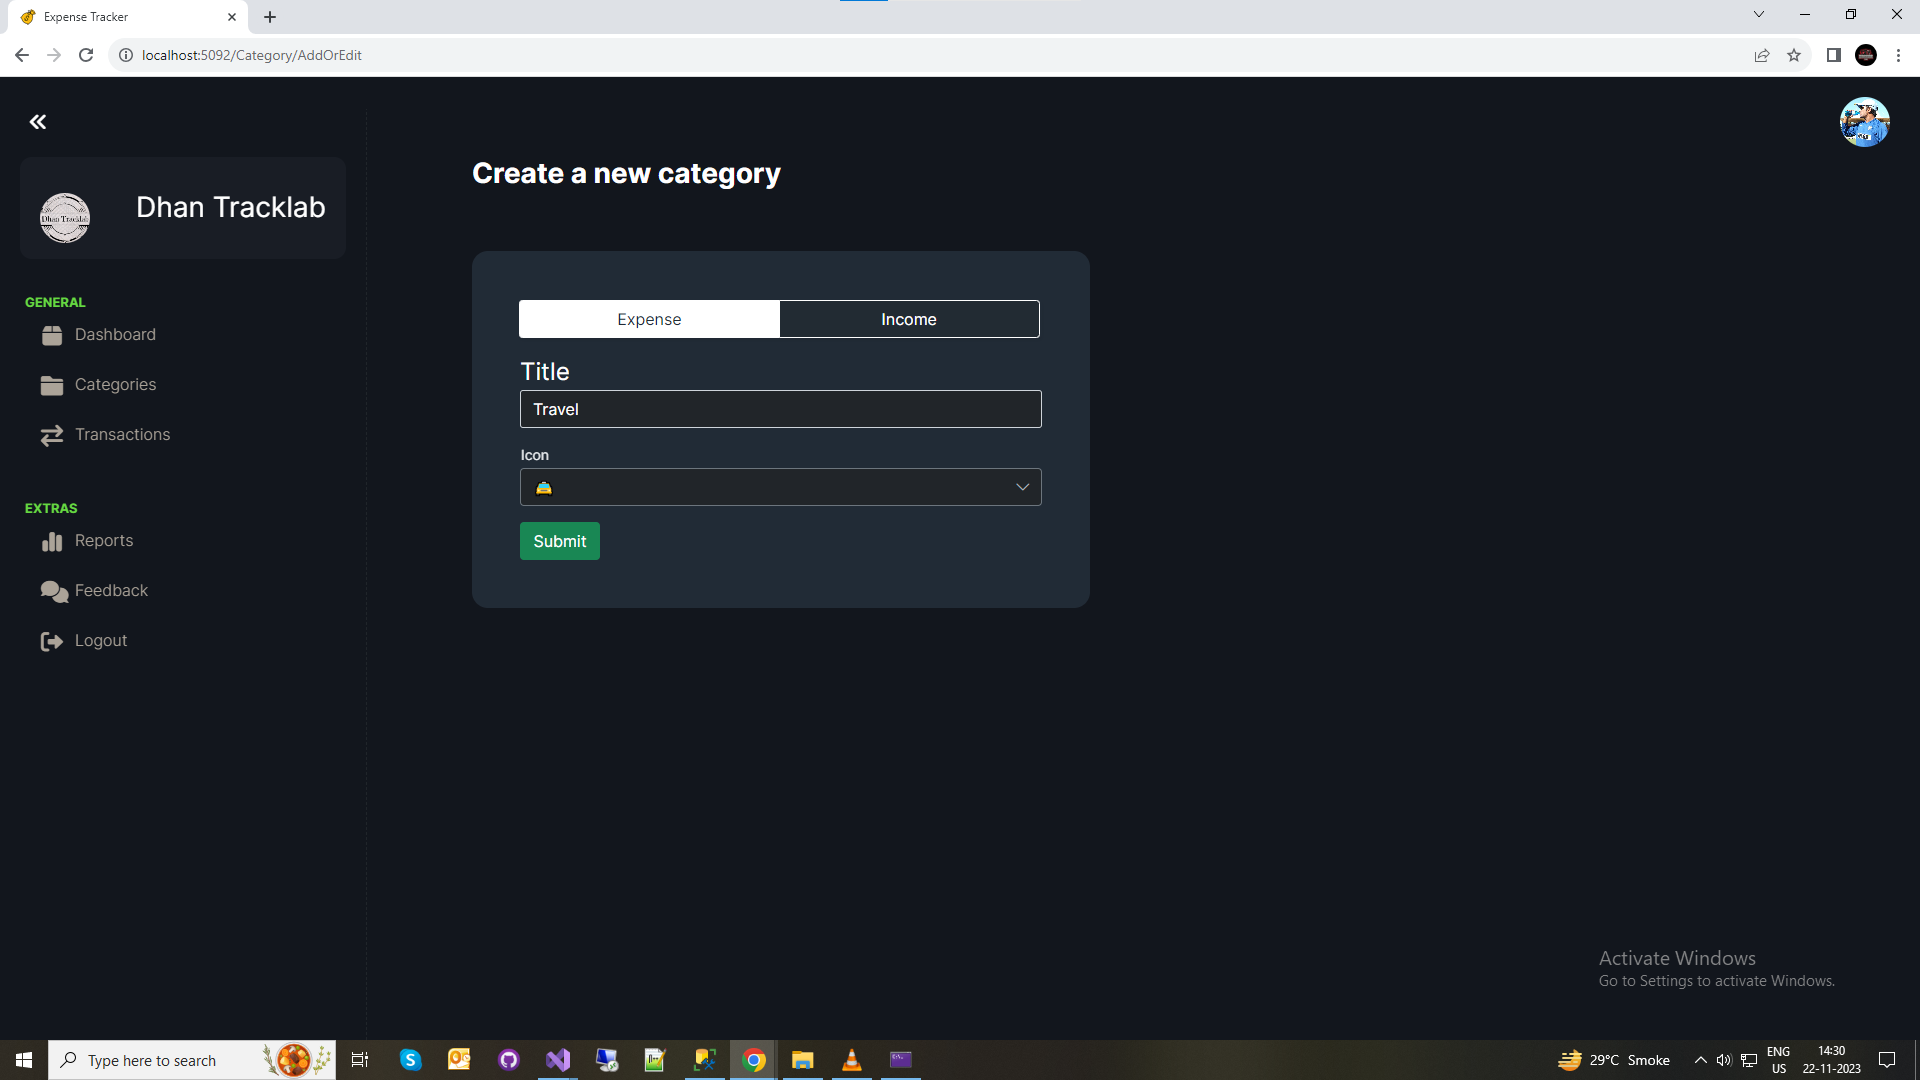 Expense Tracker
localhost:5092/Category/AddOrEdit
Dhan Tracklab
Dhan Tracklab
GENERAL
Dashboard
Categories
Transactions
EXTRAS
Reports
Feedback
Logout
Create a new category
Expense Income
Title
Travel
Icon
Submit
Activate Windows
Go to Settings to activate Windows.
Type here to search
29°C Smoke
ENG
US
14:30
22-11-2023